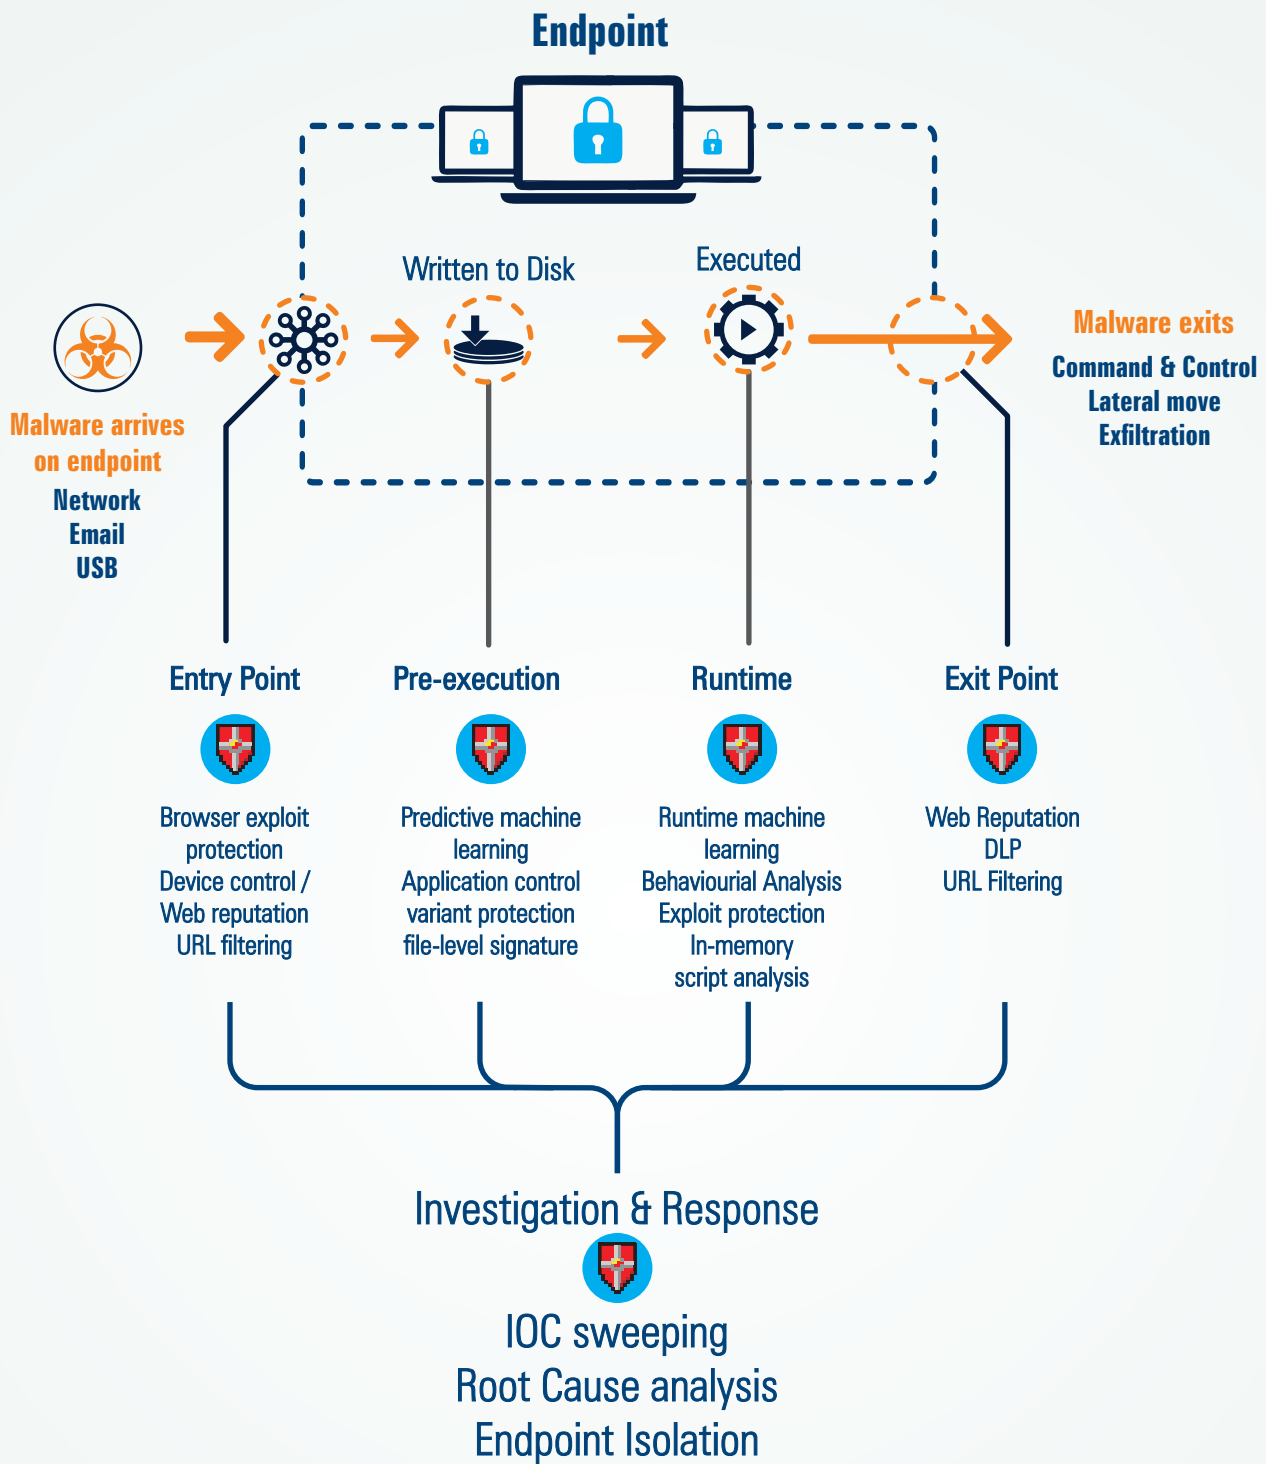 Endpoint
Written to Disk
Executed
Malware arrives
on endpoint
Network
Email
USB
Malware exits
Command & Control
Lateral move
Exfiltration
Entry Point
Browser exploit
protection
Device control /
Web reputation
URL filtering
Pre-execution
Predictive machine
learning
Application control
variant protection
file-level signature
Runtime
Runtime machine
learning
Behaviourial Analysis
Exploit protection
In-memory
script analysis
Exit Point
Web Reputation
DLP
URL Filtering
Investigation & Response
IOC sweeping
Root Cause analysis
Endpoint Isolation